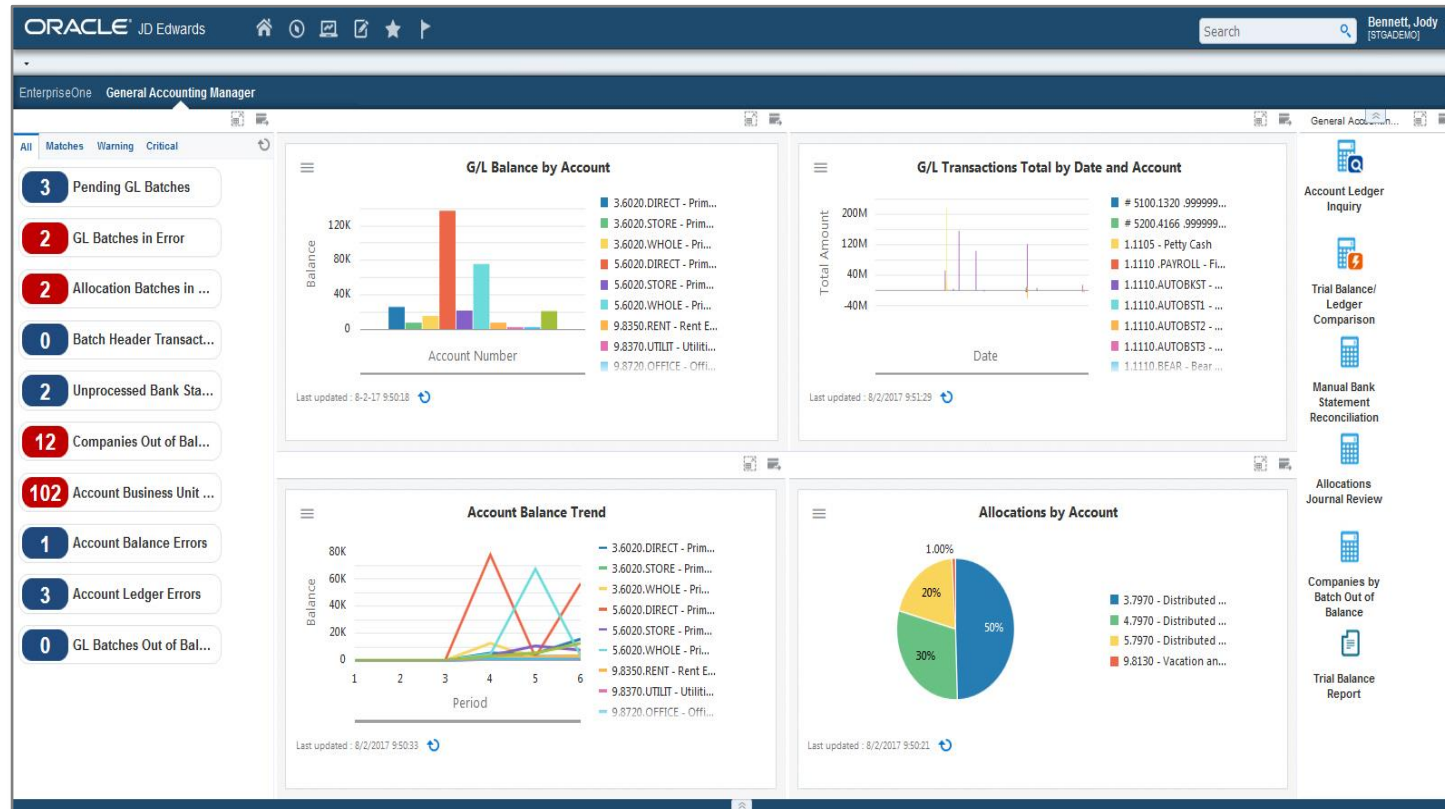 ORACLE JD Edwards
Search
Bennett, Jody
[STGADEMO]
EnterpriseOne General Accounting Manager
All Matches Warning Critical
3 Pending GL Batches
2 GL Batches in Error
2 Allocation Batches in ...
0 Batch Header Transact...
2 Unprocessed Bank Sta...
12 Companies Out of Bal...
102 Account Business Unit ...
1 Account Balance Errors
3 Account Ledger Errors
0 GL Batches Out of Bal...
G/L Balance by Account
Balance
120K
80K
40K
0
Account Number
3.6020.DIRECT - Prim...
3.6020.STORE - Prim...
3.6020.WHOLE - Pri...
5.6020.DIRECT - Prim...
5.6020.STORE - Prim...
5.6020.WHOLE - Pri...
9.8350.RENT - Rent E...
9.8370.UTILIT - Utiliti...
9.8720.OFFICE - Offi...
Last updated : 8-2-17 9:50:18
G/L Transactions Total by Date and Account
Total Amount
200M
120M
40M
-40M
Date
# 5100.1320 .999999...
# 5200.4166 .999999...
1.1105 - Petty Cash
1.1110 .PAYROLL - Fi...
1.1110.AUTOBKST - ...
1.1110.AUTOBST1 - ...
1.1110.AUTOBST2 - ...
1.1110.AUTOBST3 - ...
1.1110.BEAR - Bear ...
Last updated : 8/2/2017 9:51:29
Account Balance Trend
Balance
80K
60K
40K
20K
0
1 2 3 4 5 6
Period
3.6020.DIRECT - Prim...
3.6020.STORE - Prim...
3.6020.WHOLE - Pri...
5.6020.DIRECT - Prim...
5.6020.STORE - Prim...
5.6020.WHOLE - Pri...
9.8350.RENT - Rent E...
9.8370.UTILIT - Utiliti...
9.8720.OFFICE - Offi...
Last updated : 8/2/2017 9:50:33
Allocations by Account
1.00%
20%
50%
30%
3.7970 - Distributed ...
4.7970 - Distributed ...
5.7970 - Distributed ...
9.8130 - Vacation an...
Last updated : 8/2/2017 9:50:21
General
Account Ledger
Inquiry
Trial Balance/
Ledger
Comparison
Manual Bank
Statement
Reconciliation
Allocations
Journal Review
Companies by
Batch Out of
Balance
Trial Balance
Report